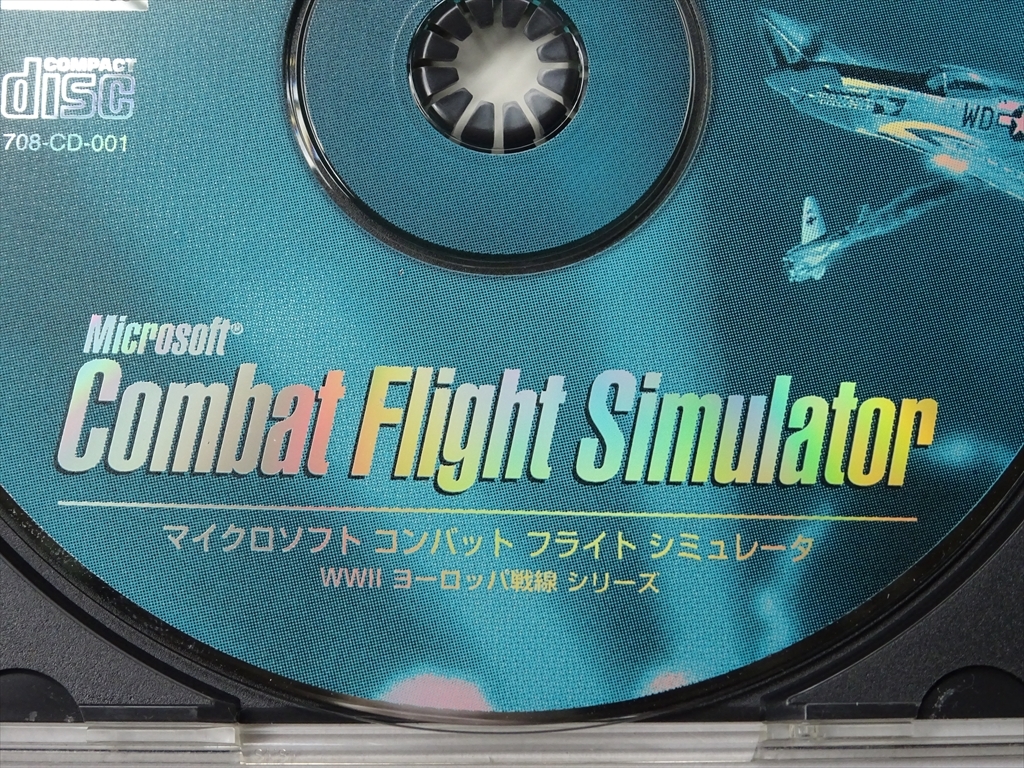 COMPACT
disc
708-CD-001
WD
Microsoft®
Combat Flight Simulator
マイクロソフト コンバット フライト シミュレータ
WWII ヨーロッパ戦線 シリーズ